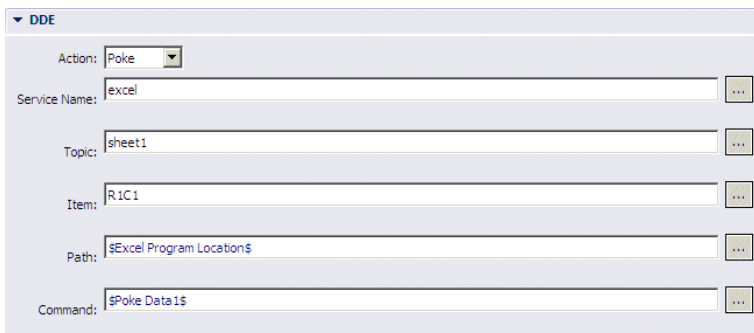 DDE
Action: Poke
Service Name: excel ...
Topic: sheet1 ...
Item: R1C1 ...
Path: $Excel Program Location$ ...
Command: $Poke Data1$ ...